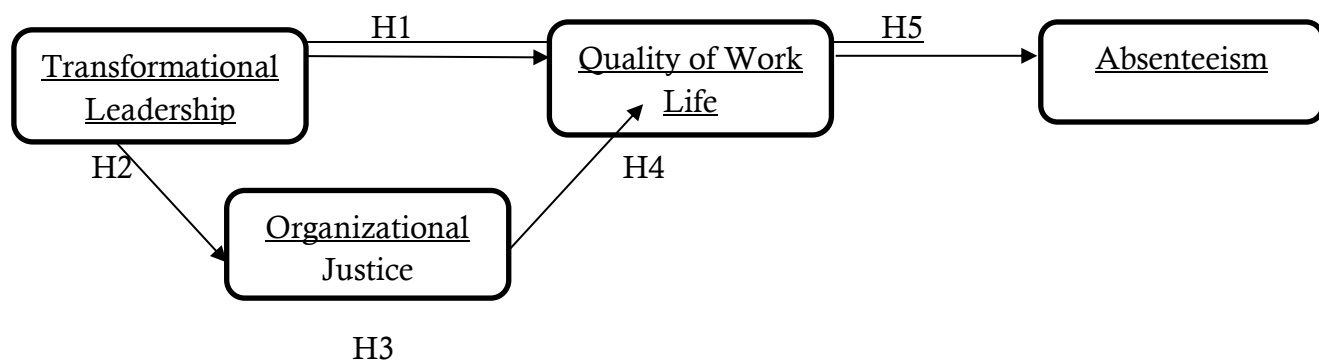 H1
H5
Transformational
Leadership
Quality of Work
Life
Absenteeism
H2
H4
Organizational
Justice
H3